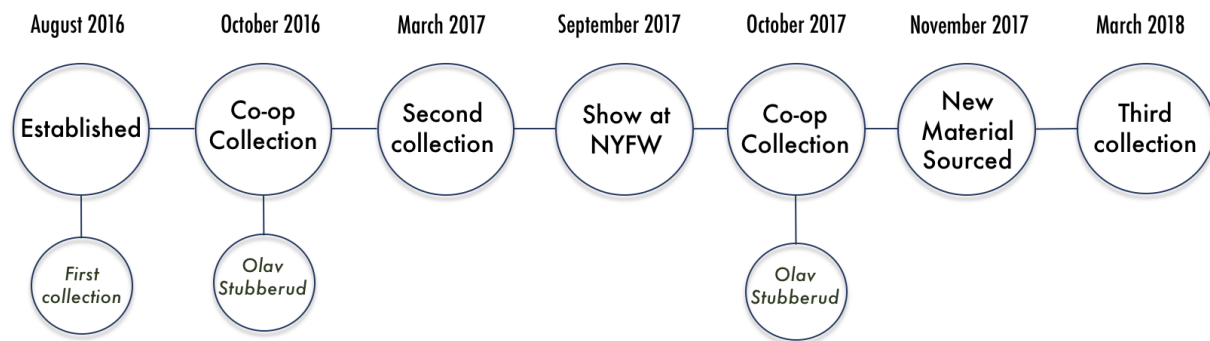 August 2016
October 2016
March 2017
September 2017
October 2017
November 2017
March 2018
Established
Co-op
Collection
Second
collection
Show at
NYFW
Co-op
Collection
New
Material
Sourced
Third
collection
First
collection
Olav
Stubberud
Olav
Stubberud